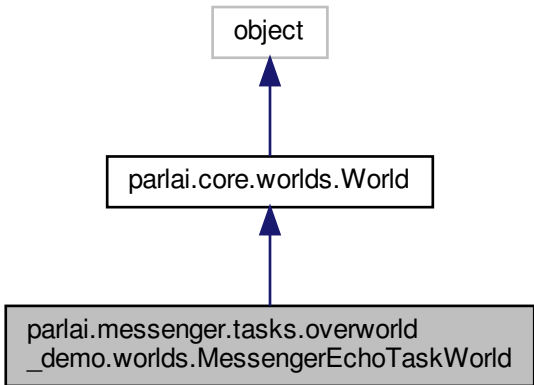 object
parlai.core.worlds.World
parlai.messenger.tasks.overworld
_demo.worlds.MessengerEchoTaskWorld